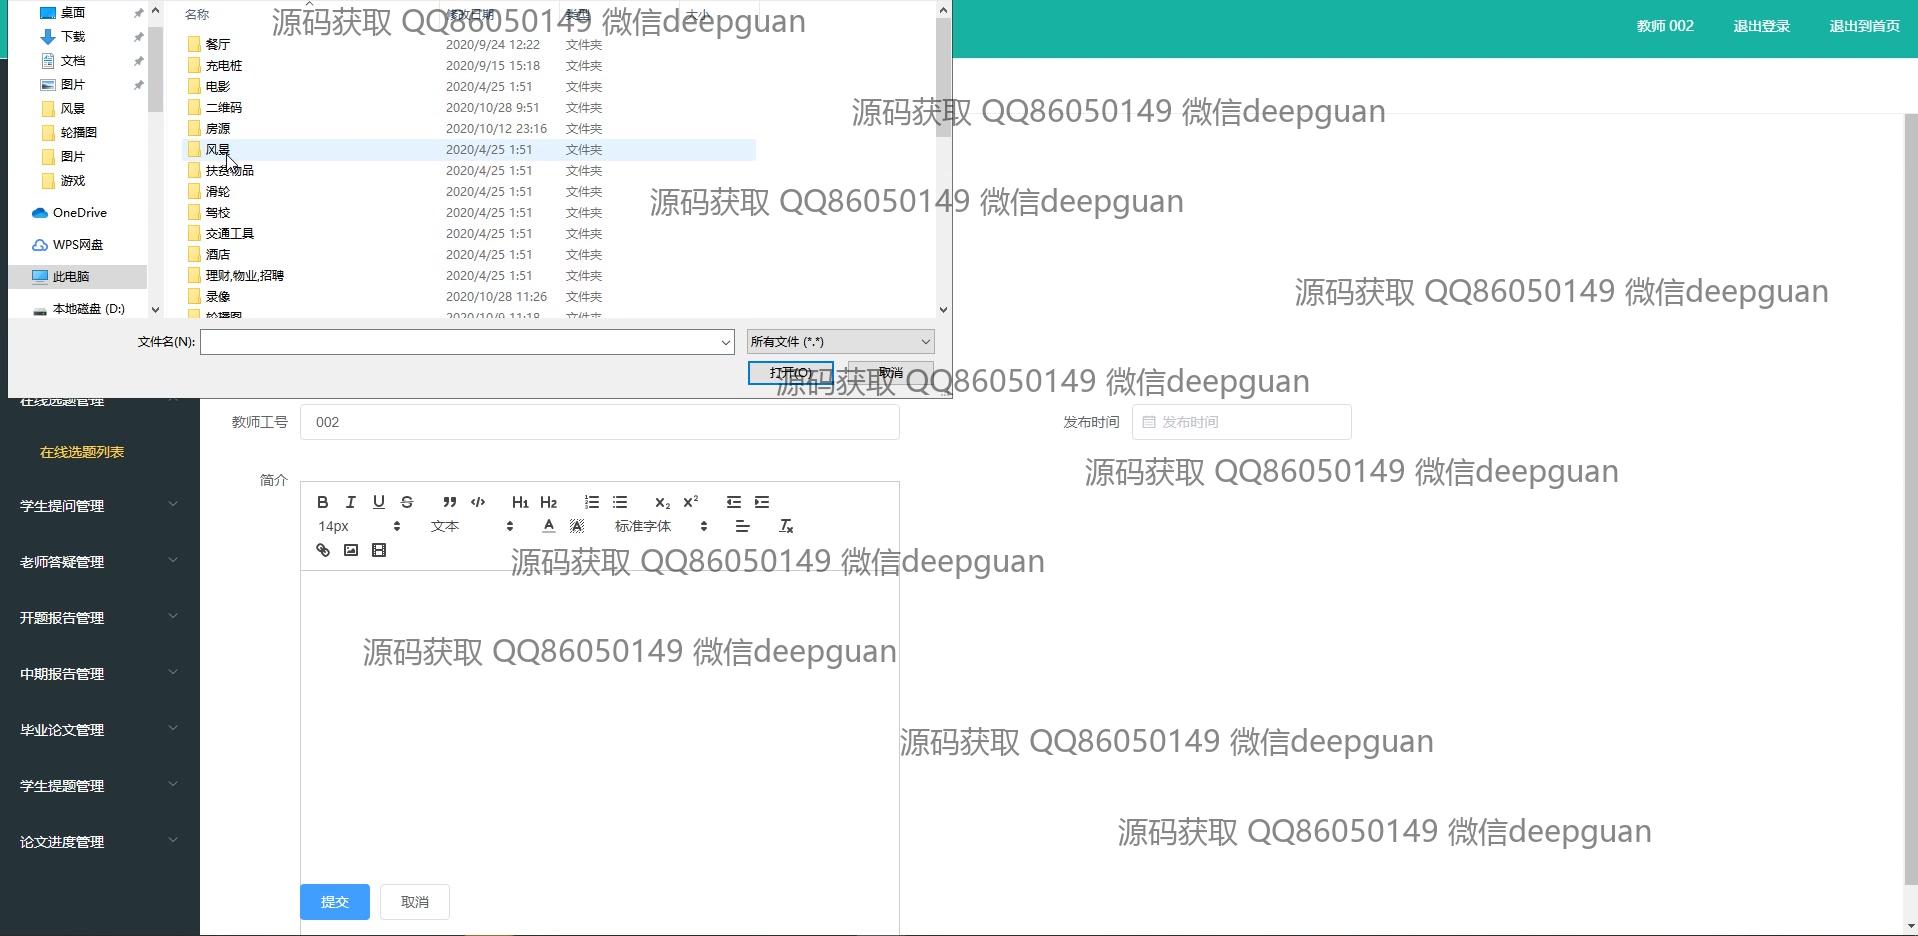 桌面
下载
文档
图片
风景
轮播图
图片
游戏
OneDrive
WPS网盘
此电脑
本地磁盘 (D:)
名称 修改日期 类型 大小
餐厅 2020/9/24 12:22 文件夹
充电桩 2020/9/15 15:18 文件夹
电影 2020/4/25 1:51 文件夹
二维码 2020/10/28 9:51 文件夹
房源 2020/10/12 23:16 文件夹
风景 2020/4/25 1:51 文件夹
扶贫物品 2020/4/25 1:51 文件夹
滑轮 2020/4/25 1:51 文件夹
驾校 2020/4/25 1:51 文件夹
交通工具 2020/4/25 1:51 文件夹
酒店 2020/4/25 1:51 文件夹
理财,物业,招聘 2020/4/25 1:51 文件夹
录像 2020/10/28 11:26 文件夹
轮播图 2020/10/9 11:18 文件夹
文件名(N): 所有文件 (*.*)
打开(O) 取消
教师 002 退出登录 退出到首页
源码获取 QQ86050149 微信deepguan
源码获取 QQ86050149 微信deepguan
源码获取 QQ86050149 微信deepguan
源码获取 QQ86050149 微信deepguan
源码获取 QQ86050149 微信deepguan
在线选题管理
在线选题列表
学生提问管理
老师答疑管理
开题报告管理
中期报告管理
毕业论文管理
学生提题管理
论文进度管理
教师工号 002 发布时间 发布时间
源码获取 QQ86050149 微信deepguan
简介
B I U S H1 H2 X2 X2
14px 文本 A A 标准字体 Tx
源码获取 QQ86050149 微信deepguan
源码获取 QQ86050149 微信deepguan
源码获取 QQ86050149 微信deepguan
源码获取 QQ86050149 微信deepguan
提交 取消